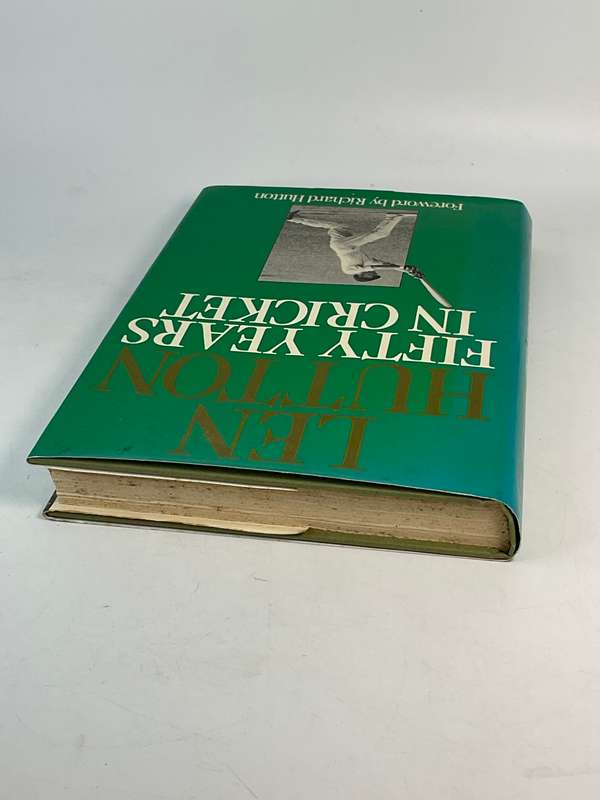 LEN
HUTTON
FIFTY YEARS
IN CRICKET
Foreword by Richard Hutton